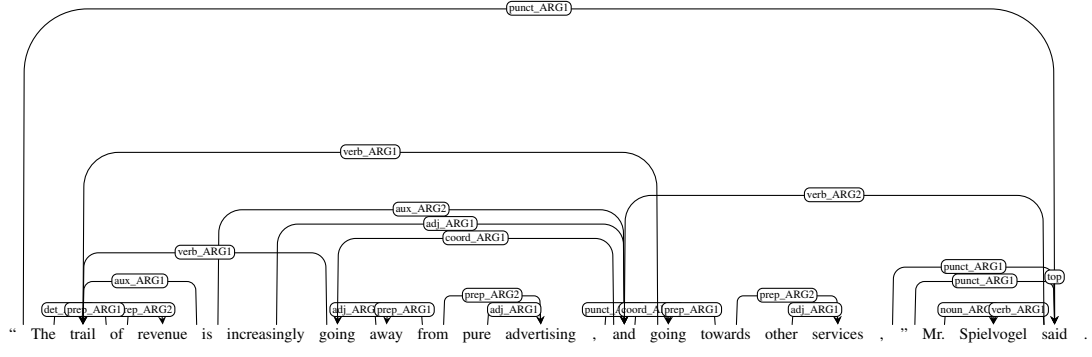 punct_ARG1
verb_ARG1
verb_ARG2
aux_ARG2
adj_ARG1
coord_ARG1
verb_ARG1
punct_ARG1
top
aux_ARG1
punct_ARG1
prep_ARG2
prep_ARG2
prep_ARG1 prep_ARG1 adj_ARG1 prep_ARG1 adj_ARG1 verb_ARG1
“ The trail of revenue is increasingly going away from pure advertising , and going towards other services , ” Mr. Spielvogel said .